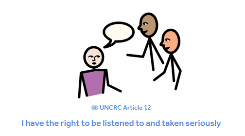 @ UNCRC Article 12
I have the right to be listened to and taken seriously